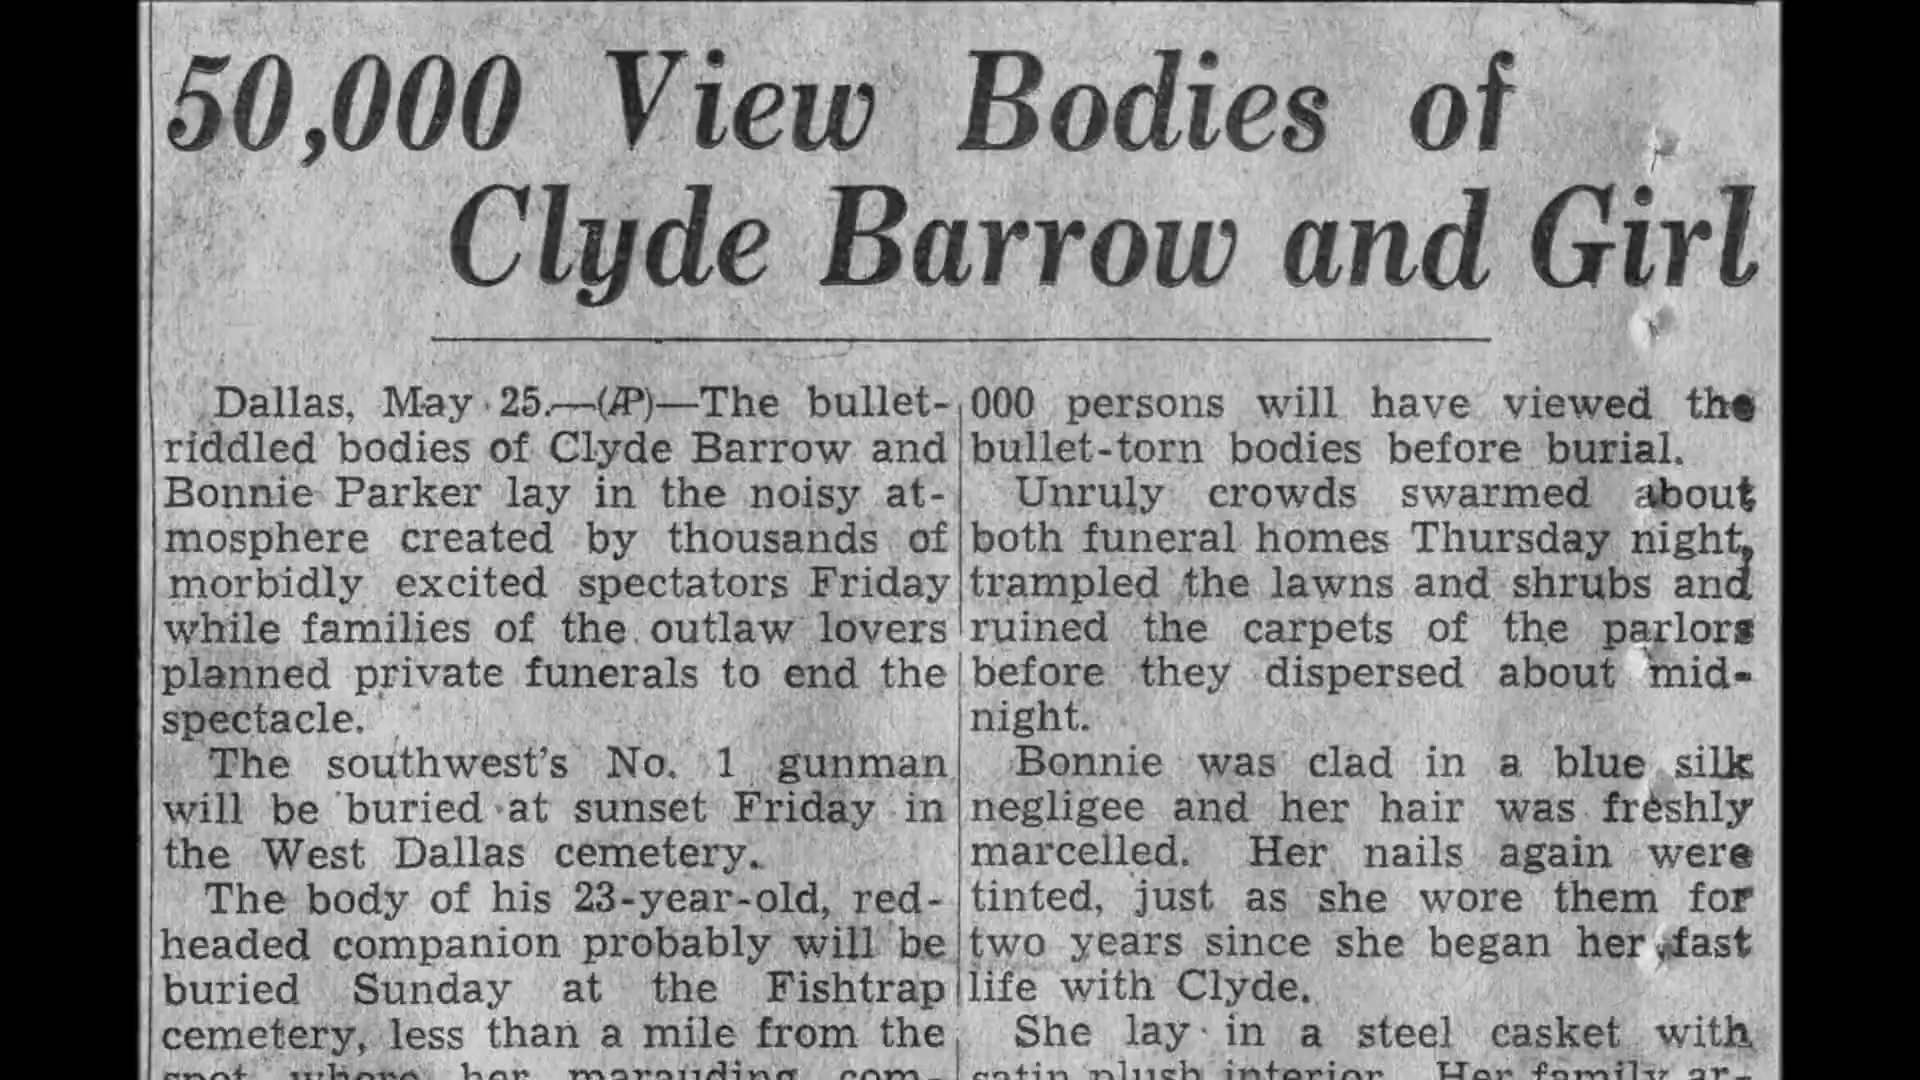 50,000 View Bodies of
Clyde Barrow and Girl
Dallas, May 25.—(AP)—The bullet-
riddled bodies of Clyde Barrow and
Bonnie Parker lay in the noisy at-
mosphere created by thousands of
morbidly excited spectators Friday
while families of the outlaw lovers
planned private funerals to end the
spectacle.
The southwest's No. 1 gunman
will be buried at sunset Friday in
the West Dallas cemetery.
The body of his 23-year-old, red-
headed companion probably will be
buried Sunday at the Fishtrap
cemetery, less than a mile from the
spot where her marauding com-
000 persons will have viewed the
bullet-torn bodies before burial.
Unruly crowds swarmed about
both funeral homes Thursday night,
trampled the lawns and shrubs and
ruined the carpets of the parlors
before they dispersed about mid-
night.
Bonnie was clad in a blue silk
negligee and her hair was freshly
marcelled. Her nails again were
tinted, just as she wore them for
two years since she began her fast
life with Clyde.
She lay in a steel casket with
satin plush interior. Her family ar-